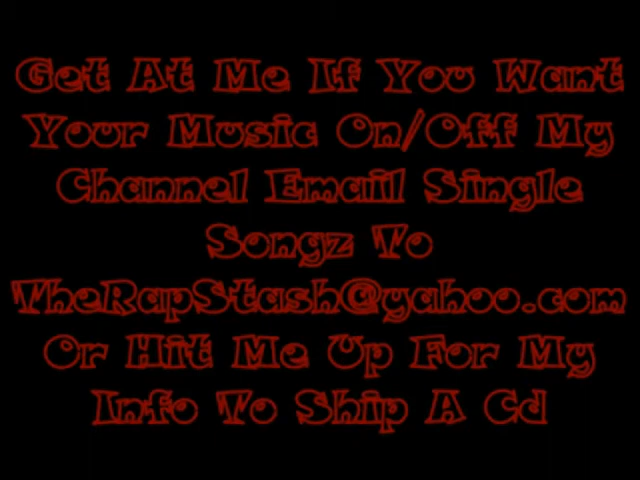 Get At Me If You Want
Your Music On/Off My
Channel Email Single
Songz To
TheRapStash@yahoo.com
Or Hit Me Up For My
Info To Ship A Cd